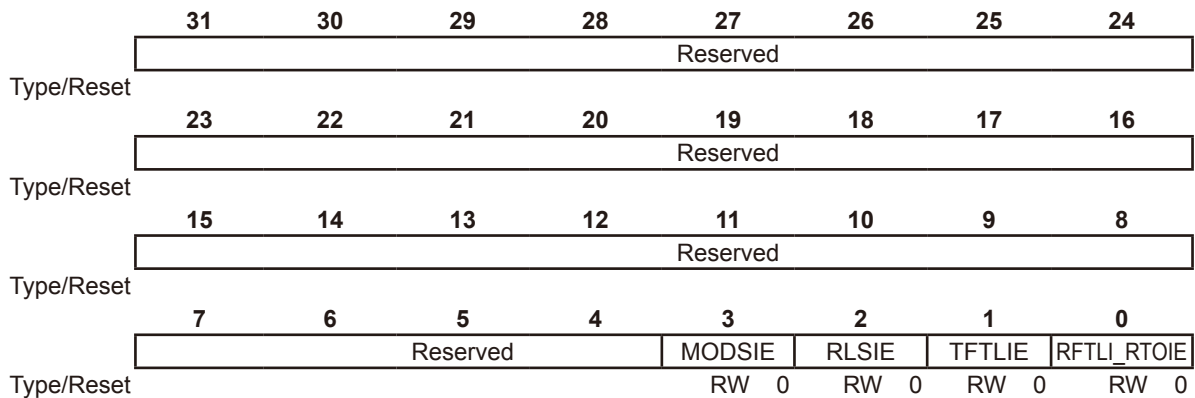 31 30 29 28 27 26 25 24
Reserved
Type/Reset
23 22 21 20 19 18 17 16
Reserved
Type/Reset
15 14 13 12 11 10 9 8
Reserved
Type/Reset
7 6 5 4 3 2 1 0
Reserved MODSIE RLSIE TFTLIE RFTLI_RTOIE
Type/Reset RW 0 RW 0 RW 0 RW 0